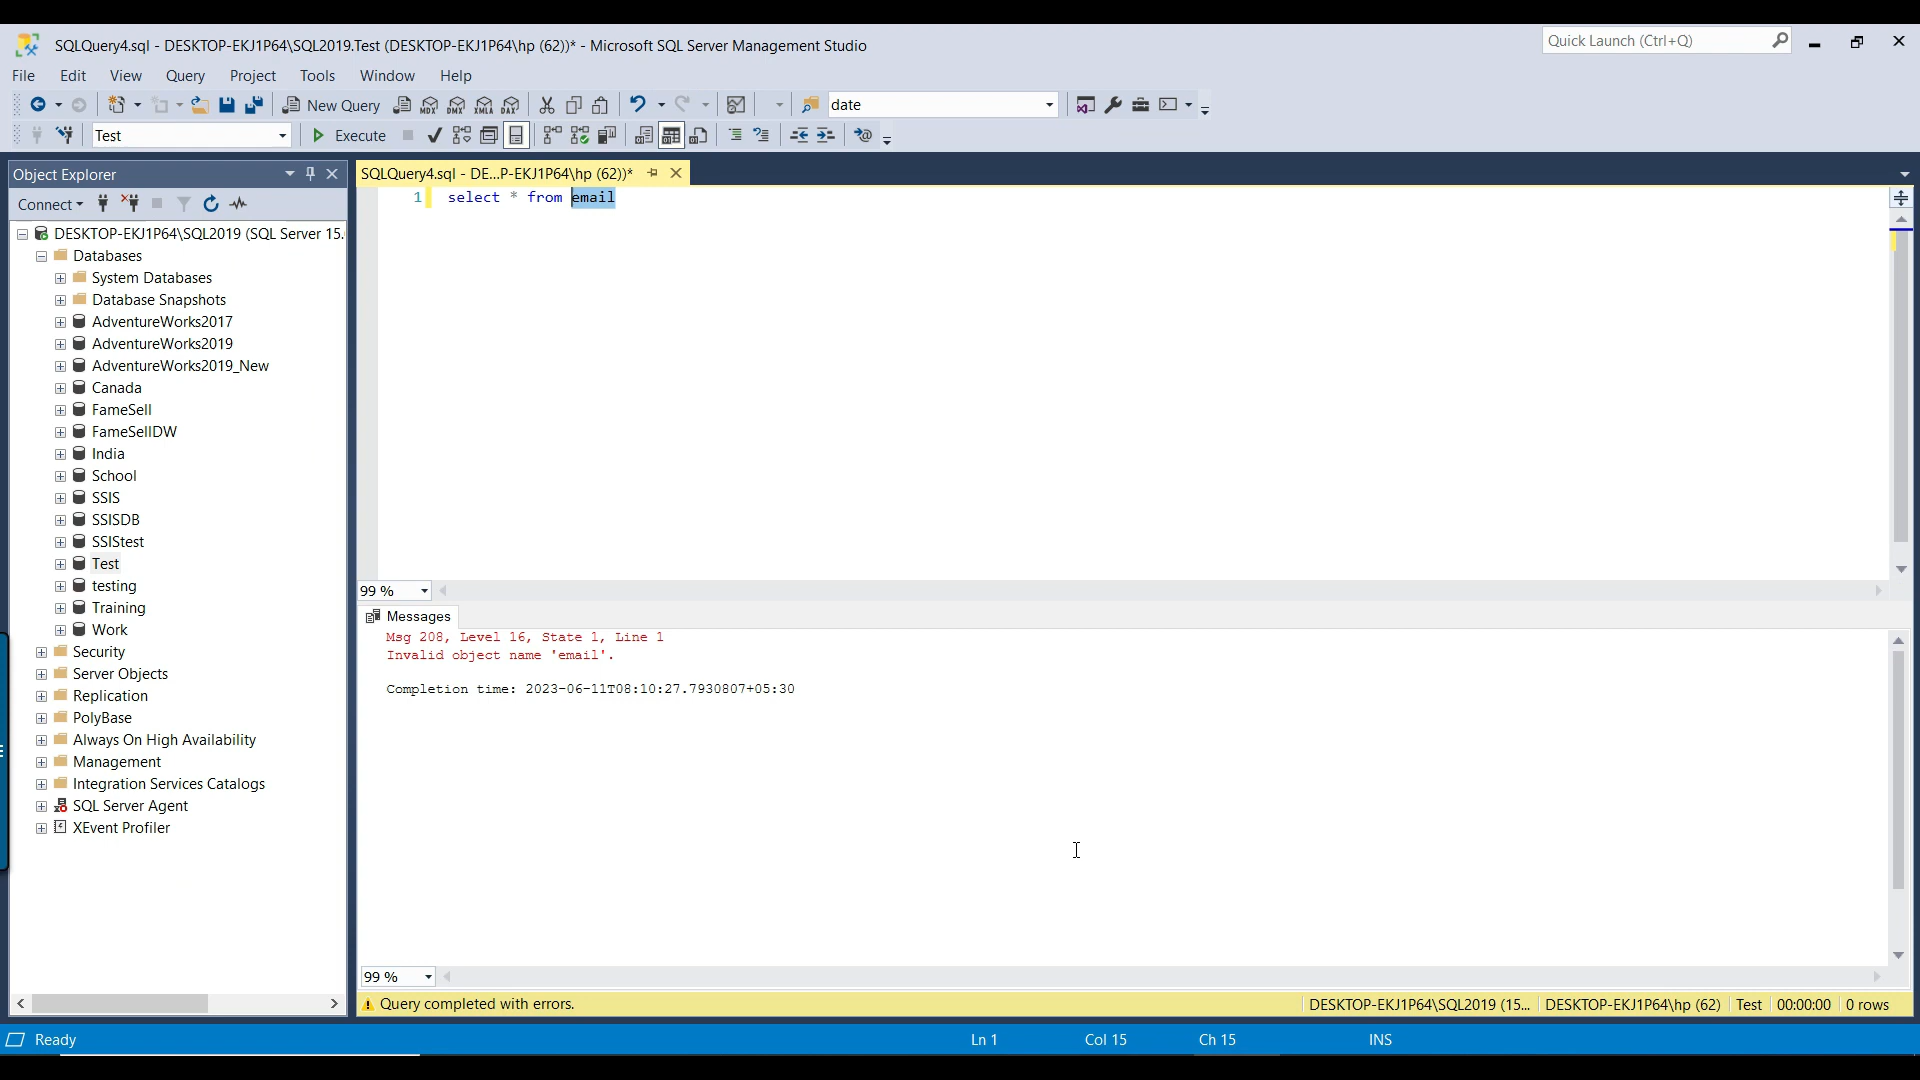 SQLQuery4.sql - DESKTOP-EKJ1P64\SQL2019.Test (DESKTOP-EKJ1P64\hp (62))* - Microsoft SQL Server Management Studio
Quick Launch (Ctrl+Q)
File Edit View Query Project Tools Window Help
New Query MDX DMX XMLA DAX date
Test Execute
Object Explorer
SQLQuery4.sql - DE...P-EKJ1P64\hp (62))*
Connect
1 select * from email
DESKTOP-EKJ1P64\SQL2019 (SQL Server 15.
Databases
System Databases
Database Snapshots
AdventureWorks2017
AdventureWorks2019
AdventureWorks2019_New
Canada
FameSell
FameSellDW
India
School
SSIS
SSISDB
SSIStest
Test
testing
Training
Work
Security
Server Objects
Replication
PolyBase
Always On High Availability
Management
Integration Services Catalogs
SQL Server Agent
XEvent Profiler
99 %
Messages
Msg 208, Level 16, State 1, Line 1
Invalid object name 'email'.
Completion time: 2023-06-11T08:10:27.7930807+05:30
99 %
Query completed with errors.
DESKTOP-EKJ1P64\SQL2019 (15... DESKTOP-EKJ1P64\hp (62) Test 00:00:00 0 rows
Ready Ln 1 Col 15 Ch 15 INS